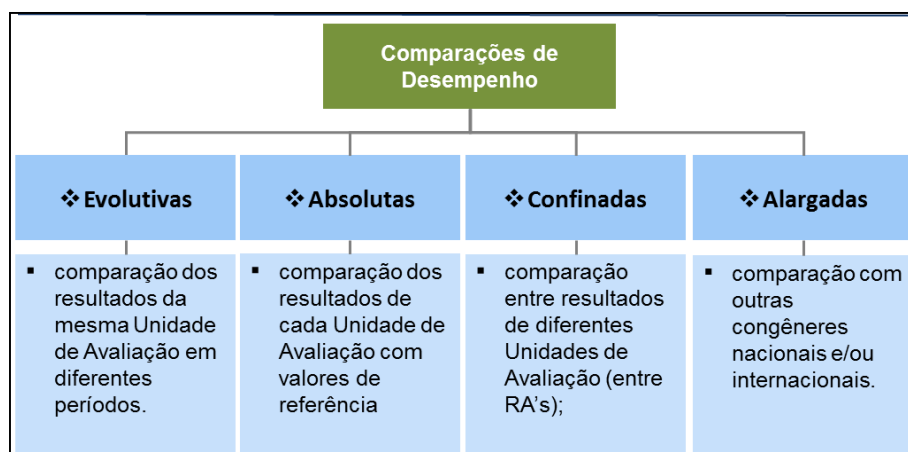 Comparações de
Desempenho
❖Evolutivas
❖Absolutas
❖Confinadas
❖Alargadas
▪ comparação dos
resultados da
mesma Unidade
de Avaliação em
diferentes
períodos.
▪ comparação dos
resultados de
cada Unidade de
Avaliação com
valores de
referência
▪ comparação
entre resultados
de diferentes
Unidades de
Avaliação (entre
RA's);
▪ comparação com
outras
congêneres
nacionais e/ou
internacionais.